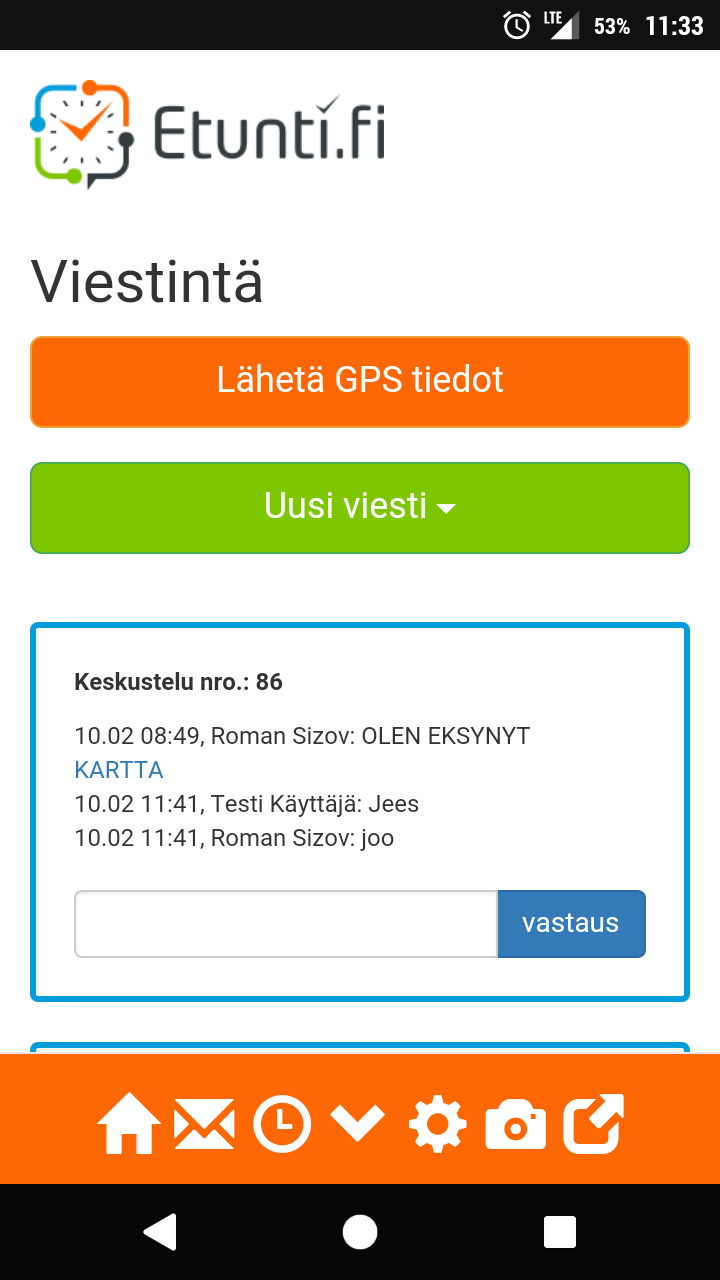 LTE 53% 11:33
Etunti.fi
Viestintä
Lähetä GPS tiedot
Uusi viesti
Keskustelu nro.: 86
10.02 08:49, Roman Sizov: OLEN EKSYNYT
KARTTA
10.02 11:41, Testi Käyttäjä: Jees
10.02 11:41, Roman Sizov: joo
vastaus